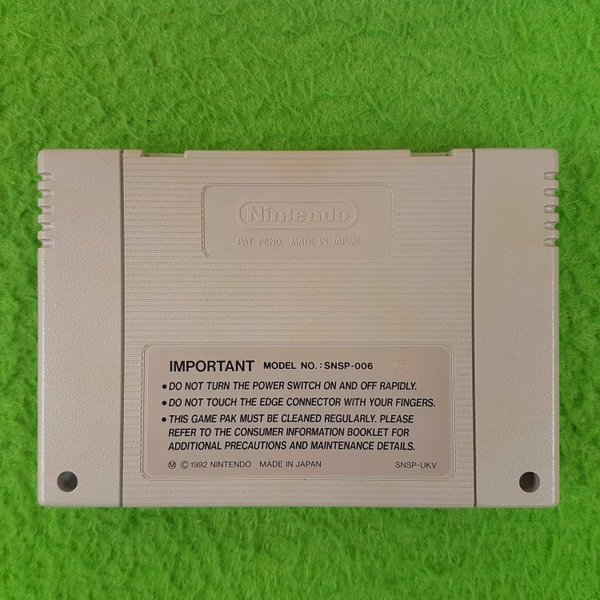 Nintendo
PAT. PEND. MADE IN JAPAN
IMPORTANT MODEL NO. : SNSP-006
• DO NOT TURN THE POWER SWITCH ON AND OFF RAPIDLY.
• DO NOT TOUCH THE EDGE CONNECTOR WITH YOUR FINGERS.
• THIS GAME PAK MUST BE CLEANED REGULARLY. PLEASE
REFER TO THE CONSUMER INFORMATION BOOKLET FOR
ADDITIONAL PRECAUTIONS AND MAINTENANCE DETAILS.
Ⓜ © 1992 NINTENDO MADE IN JAPAN SNSP-UKV